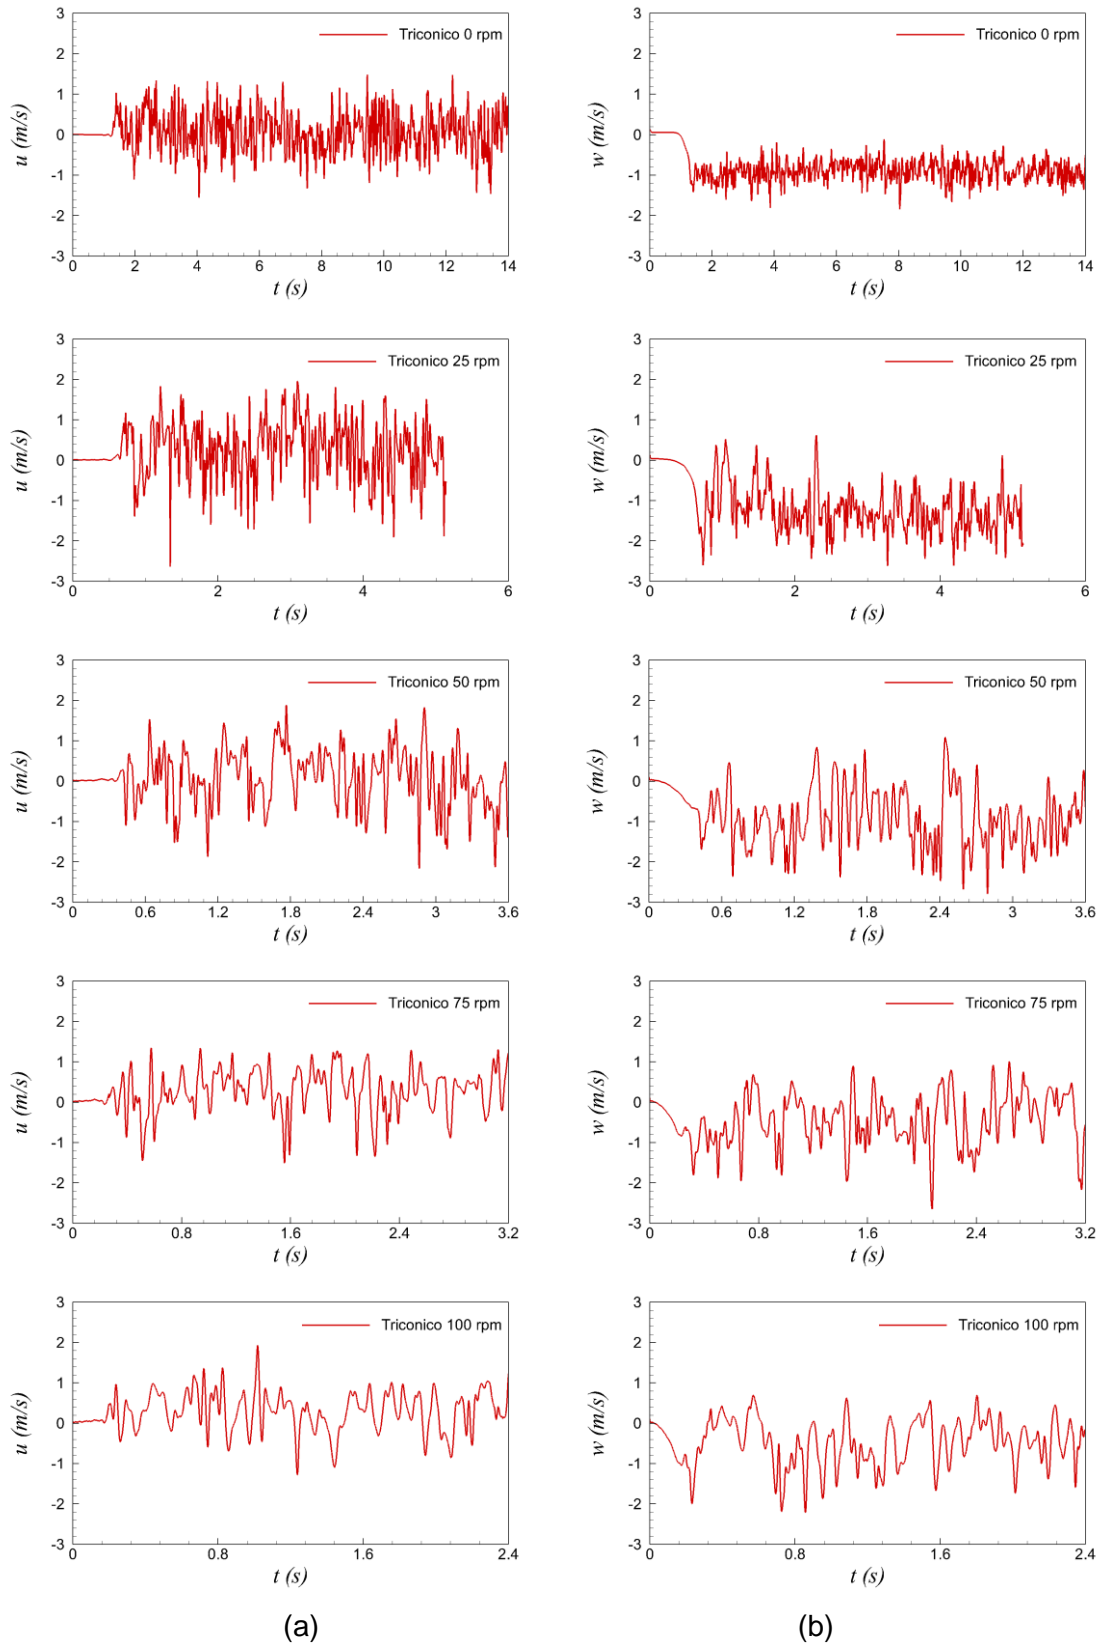 3
2
1
0
-1
-2
-3
u (m/s)
Triconico 0 rpm
0 2 4 6 8 10 12 14
t (s)
3
2
1
0
-1
-2
-3
w (m/s)
Triconico 0 rpm
0 2 4 6 8 10 12 14
t (s)
3
2
1
0
-1
-2
-3
u (m/s)
Triconico 25 rpm
0 2 4 6
t (s)
3
2
1
0
-1
-2
-3
w (m/s)
Triconico 25 rpm
0 2 4 6
t (s)
3
2
1
0
-1
-2
-3
u (m/s)
Triconico 50 rpm
0 0.6 1.2 1.8 2.4 3 3.6
t (s)
3
2
1
0
-1
-2
-3
w (m/s)
Triconico 50 rpm
0 0.6 1.2 1.8 2.4 3 3.6
t (s)
3
2
1
0
-1
-2
-3
u (m/s)
Triconico 75 rpm
0 0.8 1.6 2.4 3.2
t (s)
3
2
1
0
-1
-2
-3
w (m/s)
Triconico 75 rpm
0 0.8 1.6 2.4 3.2
t (s)
3
2
1
0
-1
-2
-3
u (m/s)
Triconico 100 rpm
0 0.8 1.6 2.4
t (s)
3
2
1
0
-1
-2
-3
w (m/s)
Triconico 100 rpm
0 0.8 1.6 2.4
t (s)
(a)
(b)